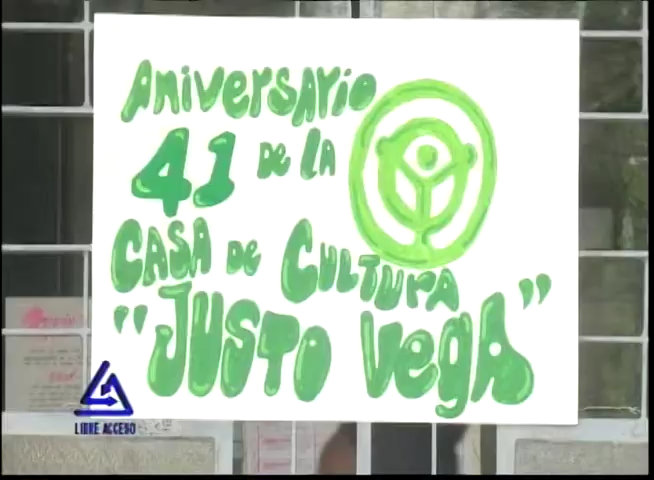 Aniversario
41 de la
Casa de Cultura
"Justo Vega"
LIBRE ACCESO